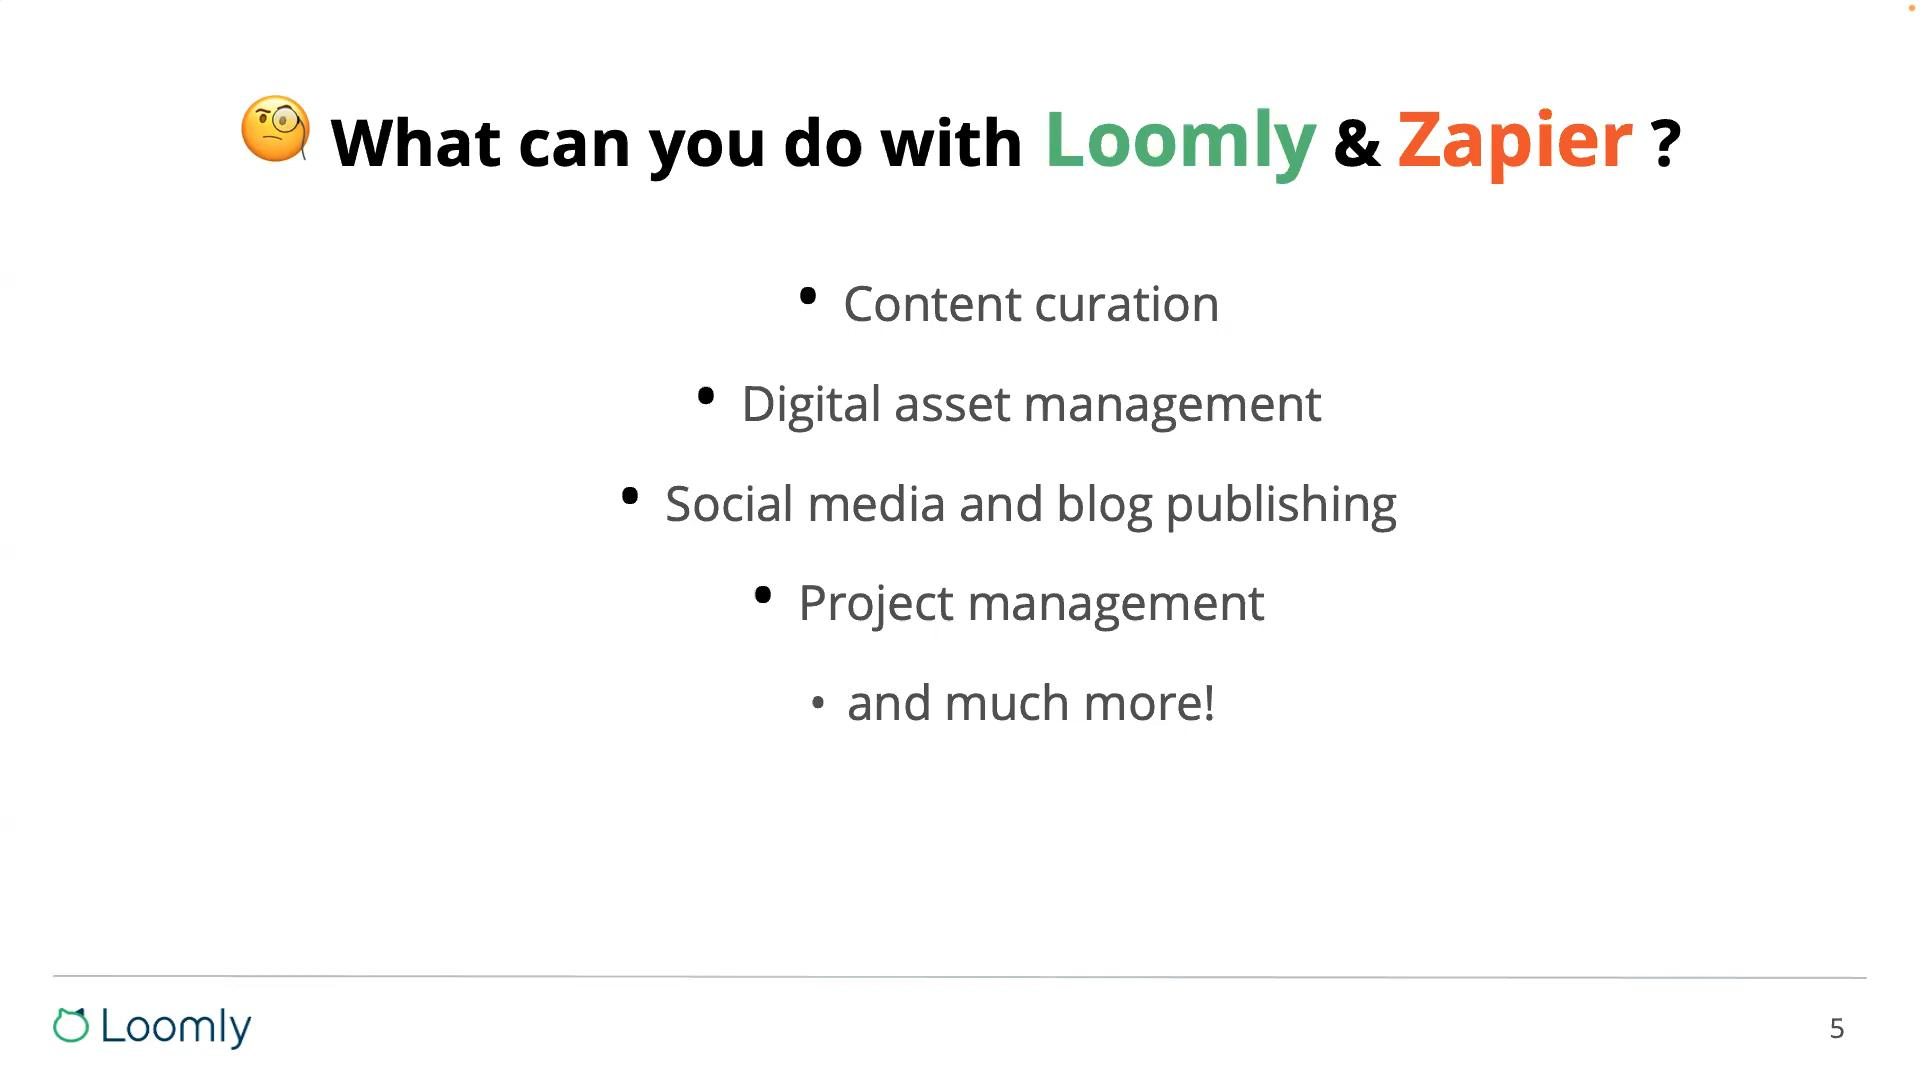 🧐 What can you do with Loomly & Zapier ?
• Content curation
• Digital asset management
• Social media and blog publishing
• Project management
• and much more!
Loomly
5